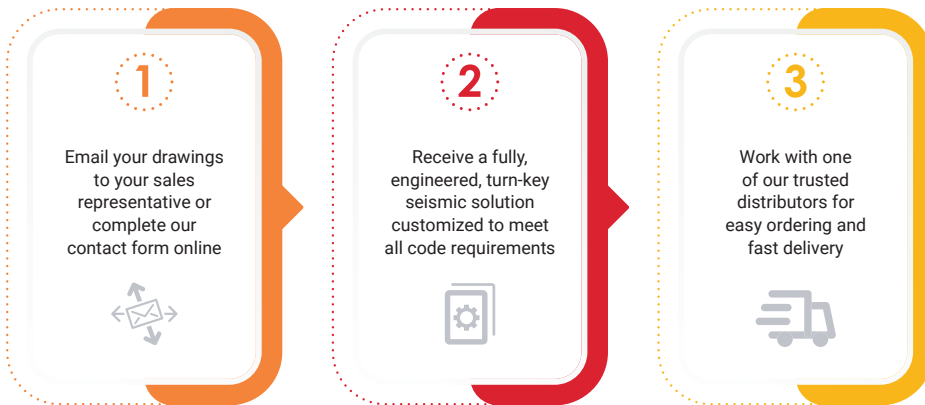 1
Email your drawings
to your sales
representative or
complete our
contact form online
2
Receive a fully,
engineered, turn-key
seismic solution
customized to meet
all code requirements
3
Work with one
of our trusted
distributors for
easy ordering and
fast delivery